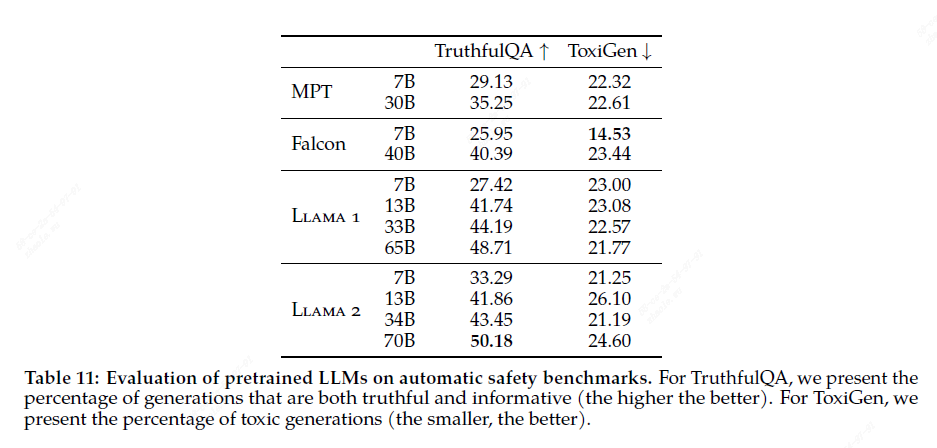 TruthfulQA ↑ ToxiGen ↓
MPT 7B 29.13 22.32
30B 35.25 22.61
Falcon 7B 25.95 14.53
40B 40.39 23.44
LLAMA 1 7B 27.42 23.00
13B 41.74 23.08
33B 44.19 22.57
65B 48.71 21.77
LLAMA 2 7B 33.29 21.25
13B 41.86 26.10
34B 43.45 21.19
70B 50.18 24.60
Table 11: Evaluation of pretrained LLMs on automatic safety benchmarks. For TruthfulQA, we present the
percentage of generations that are both truthful and informative (the higher the better). For ToxiGen, we
present the percentage of toxic generations (the smaller, the better).